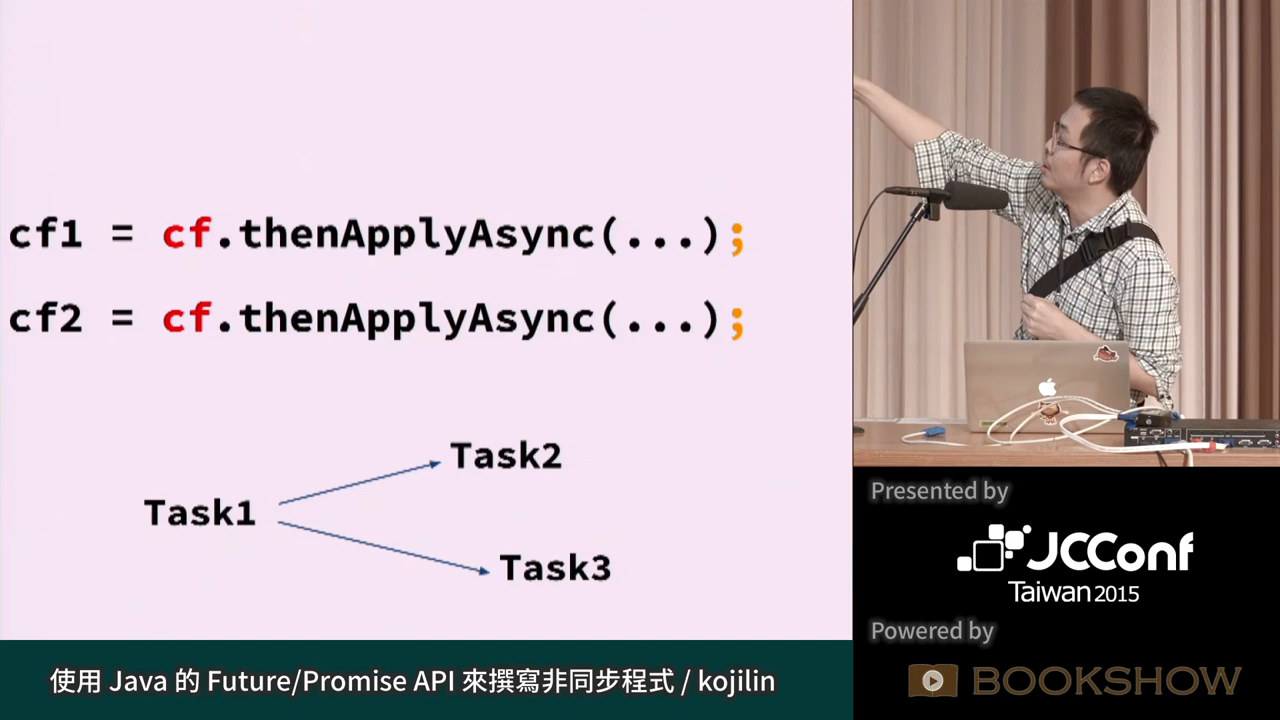 cf1 = cf.thenApplyAsync(...);
cf2 = cf.thenApplyAsync(...);
Task2
Task1
Task3
Presented by
JCConf
Taiwan 2015
Powered by
BOOKSHOW
使用 Java 的 Future/Promise API 來撰寫非同步程式 / kojilin